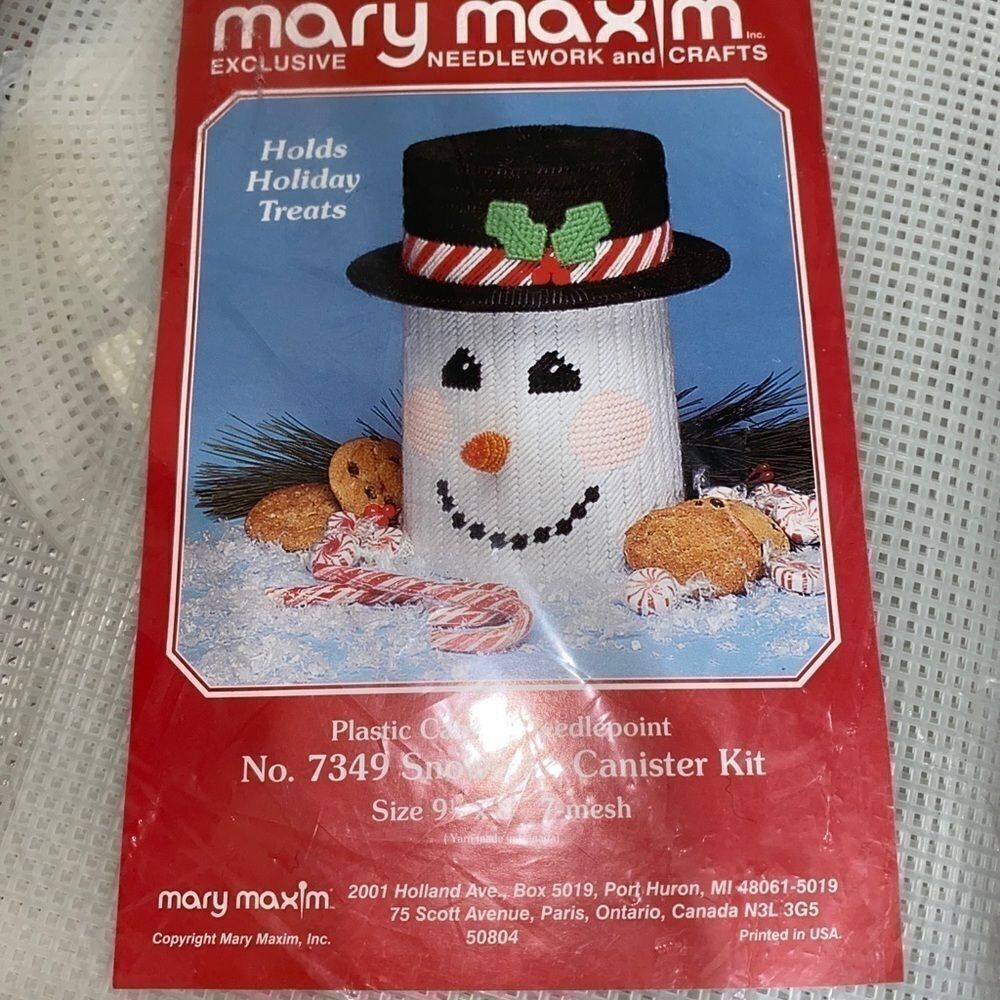 mary maxim Inc.
EXCLUSIVE NEEDLEWORK and CRAFTS
Holds
Holiday
Treats
Plastic
No. 7349 Canister Kit
Size 7-mesh
mary maxim
2001 Holland Ave., Box 5019, Port Huron, MI 48061-5019
75 Scott Avenue, Paris, Ontario, Canada N3L 3G5
Copyright Mary Maxim, Inc. 50804 Printed in USA.